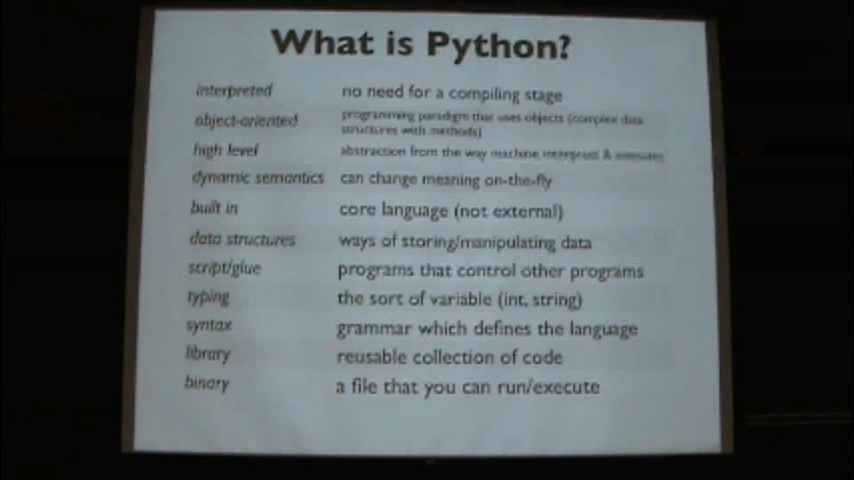 What is Python?
interpreted no need for a compiling stage
object-oriented programming paradigm that uses objects (complex data
structures with methods)
high level abstraction from the way machine interprets & executes
dynamic semantics can change meaning on-the-fly
built in core language (not external)
data structures ways of storing/manipulating data
script/glue programs that control other programs
typing the sort of variable (int, string)
syntax grammar which defines the language
library reusable collection of code
binary a file that you can run/execute